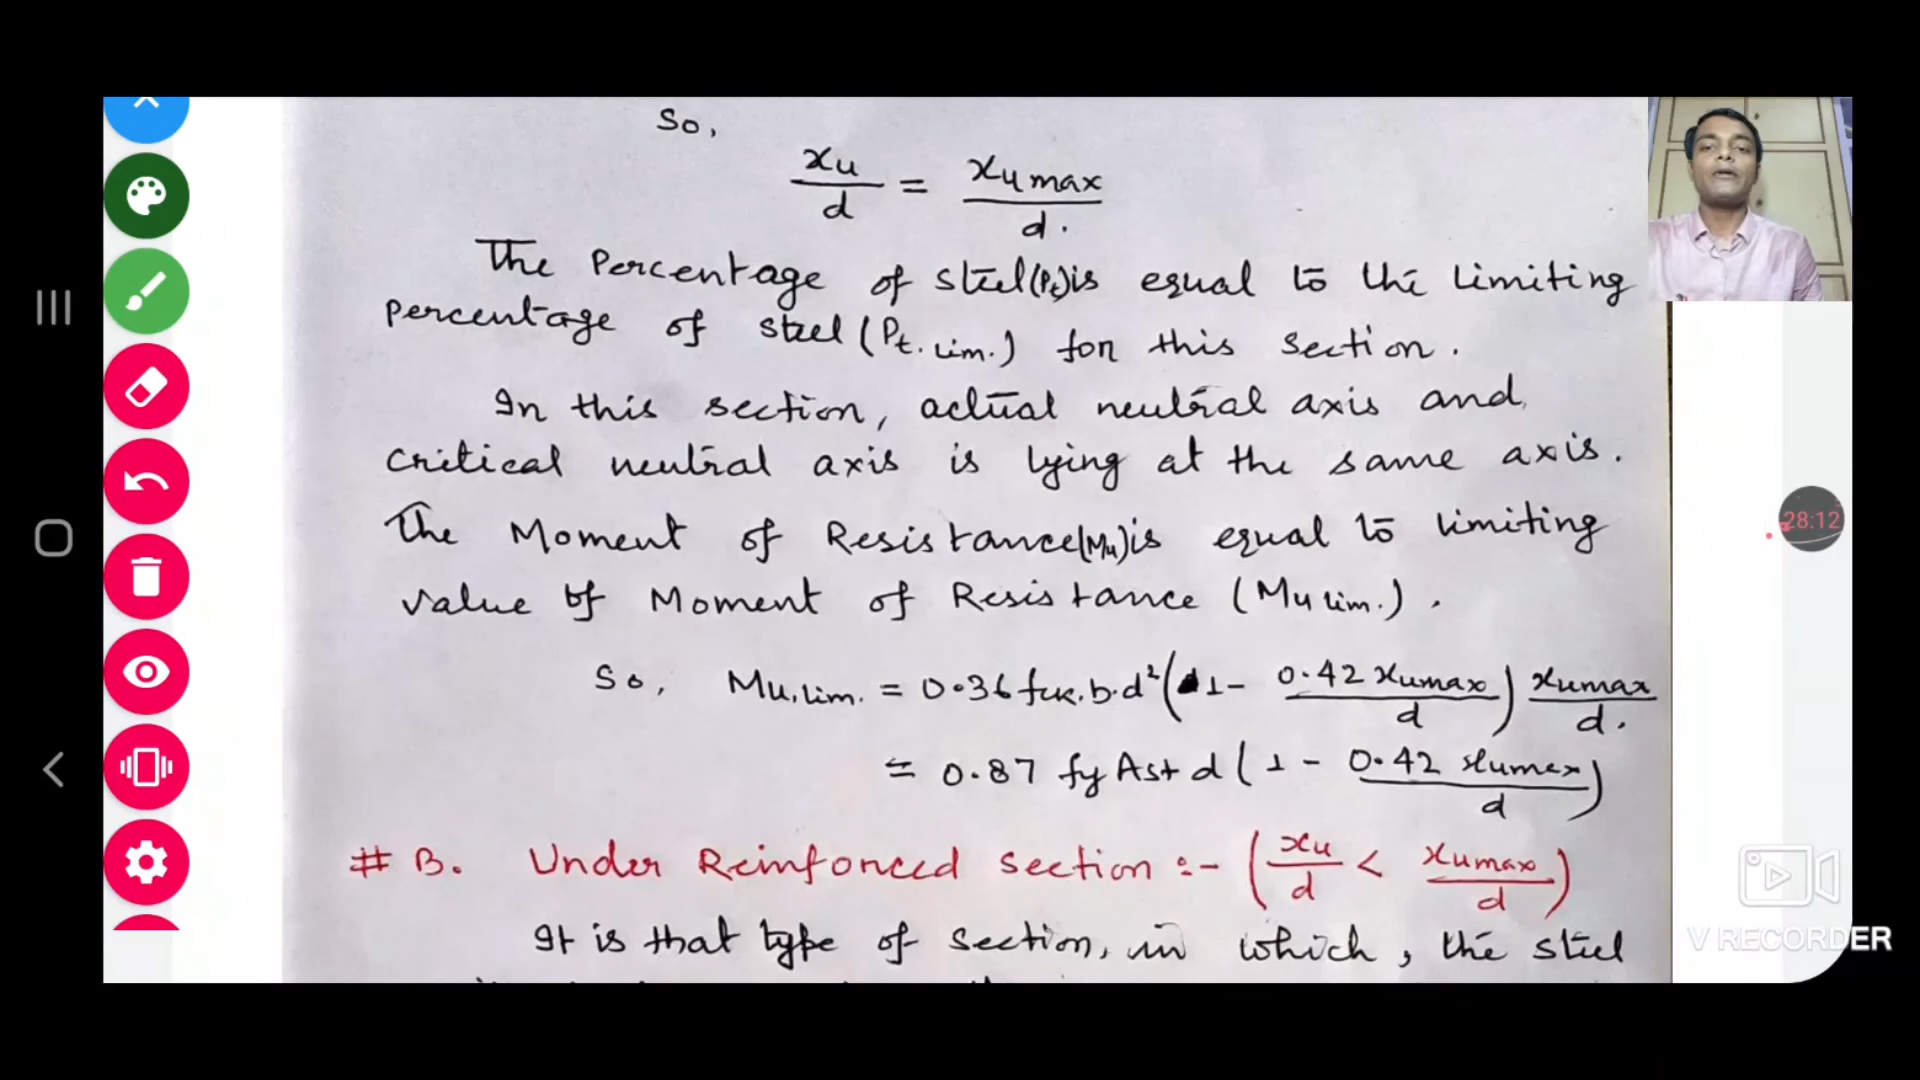 So,
xu/d = xumax/d.
The Percentage of steel(Pt)is equal to the Limiting
Percentage of steel (Pt. Lim.) for this section.
In this section, actual neutral axis and
critical neutral axis is lying at the same axis.
The Moment of Resistance(Mu)is equal to limiting
value of Moment of Resistance (Mu lim.).
So, Mu.lim. = 0.36 fck.b.d²(1 - 0.42 xumax/d) xumax/d.
= 0.87 fy Ast d (1 - 0.42 xumax/d)
# B. Under Reinforced section :- (xu/d < xumax/d)
It is that type of section, in which, the steel
28:12
V RECORDER